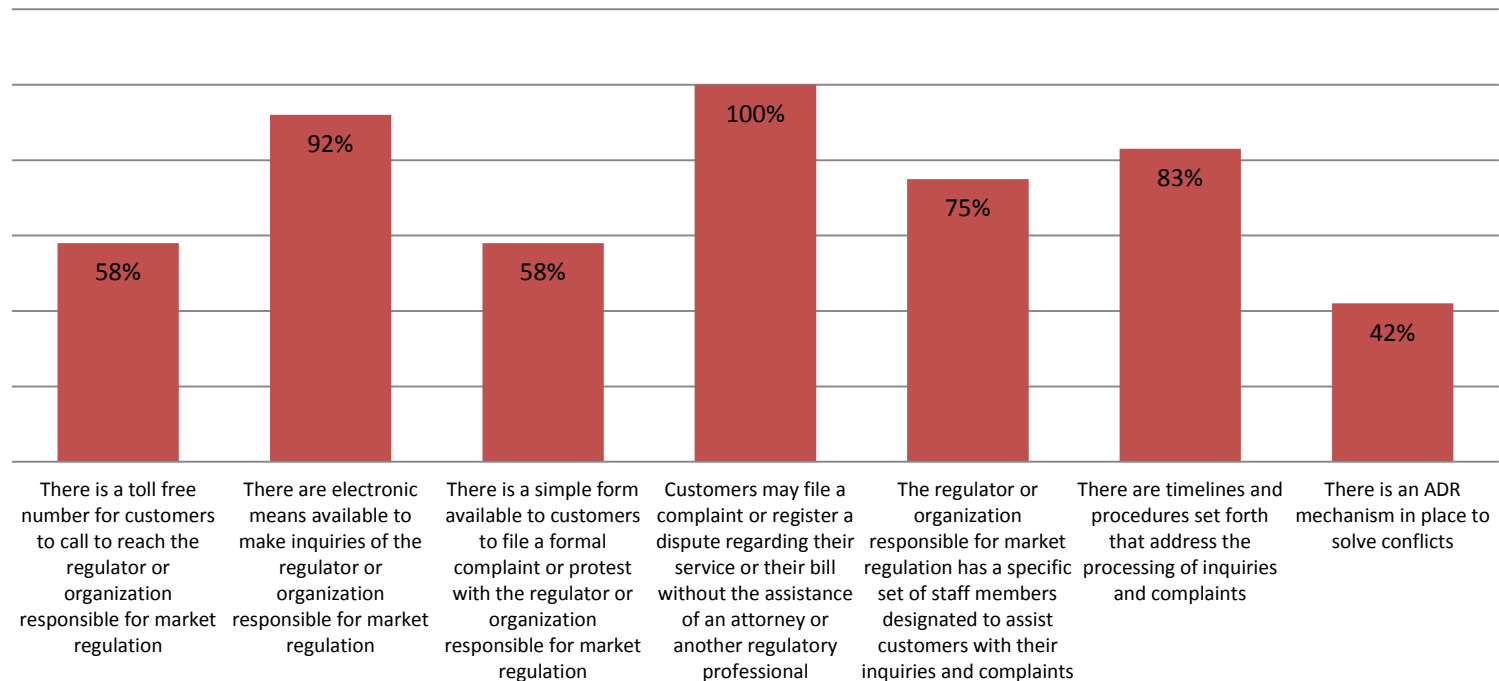 58%
92%
58%
100%
75%
83%
42%
There is a toll free
number for customers
to call to reach the
regulator or
organization
responsible for market
regulation
There are electronic
means available to
make inquiries of the
regulator or
organization
responsible for market
regulation
There is a simple form
available to customers
to file a formal
complaint or protest
with the regulator or
organization
responsible for market
regulation
Customers may file a
complaint or register a
dispute regarding their
service or their bill
without the assistance
of an attorney or
another regulatory
professional
The regulator or
organization
responsible for market
regulation has a specific
set of staff members
designated to assist
customers with their
inquiries and complaints
There are timelines and
procedures set forth
that address the
processing of inquiries
and complaints
There is an ADR
mechanism in place to
solve conflicts